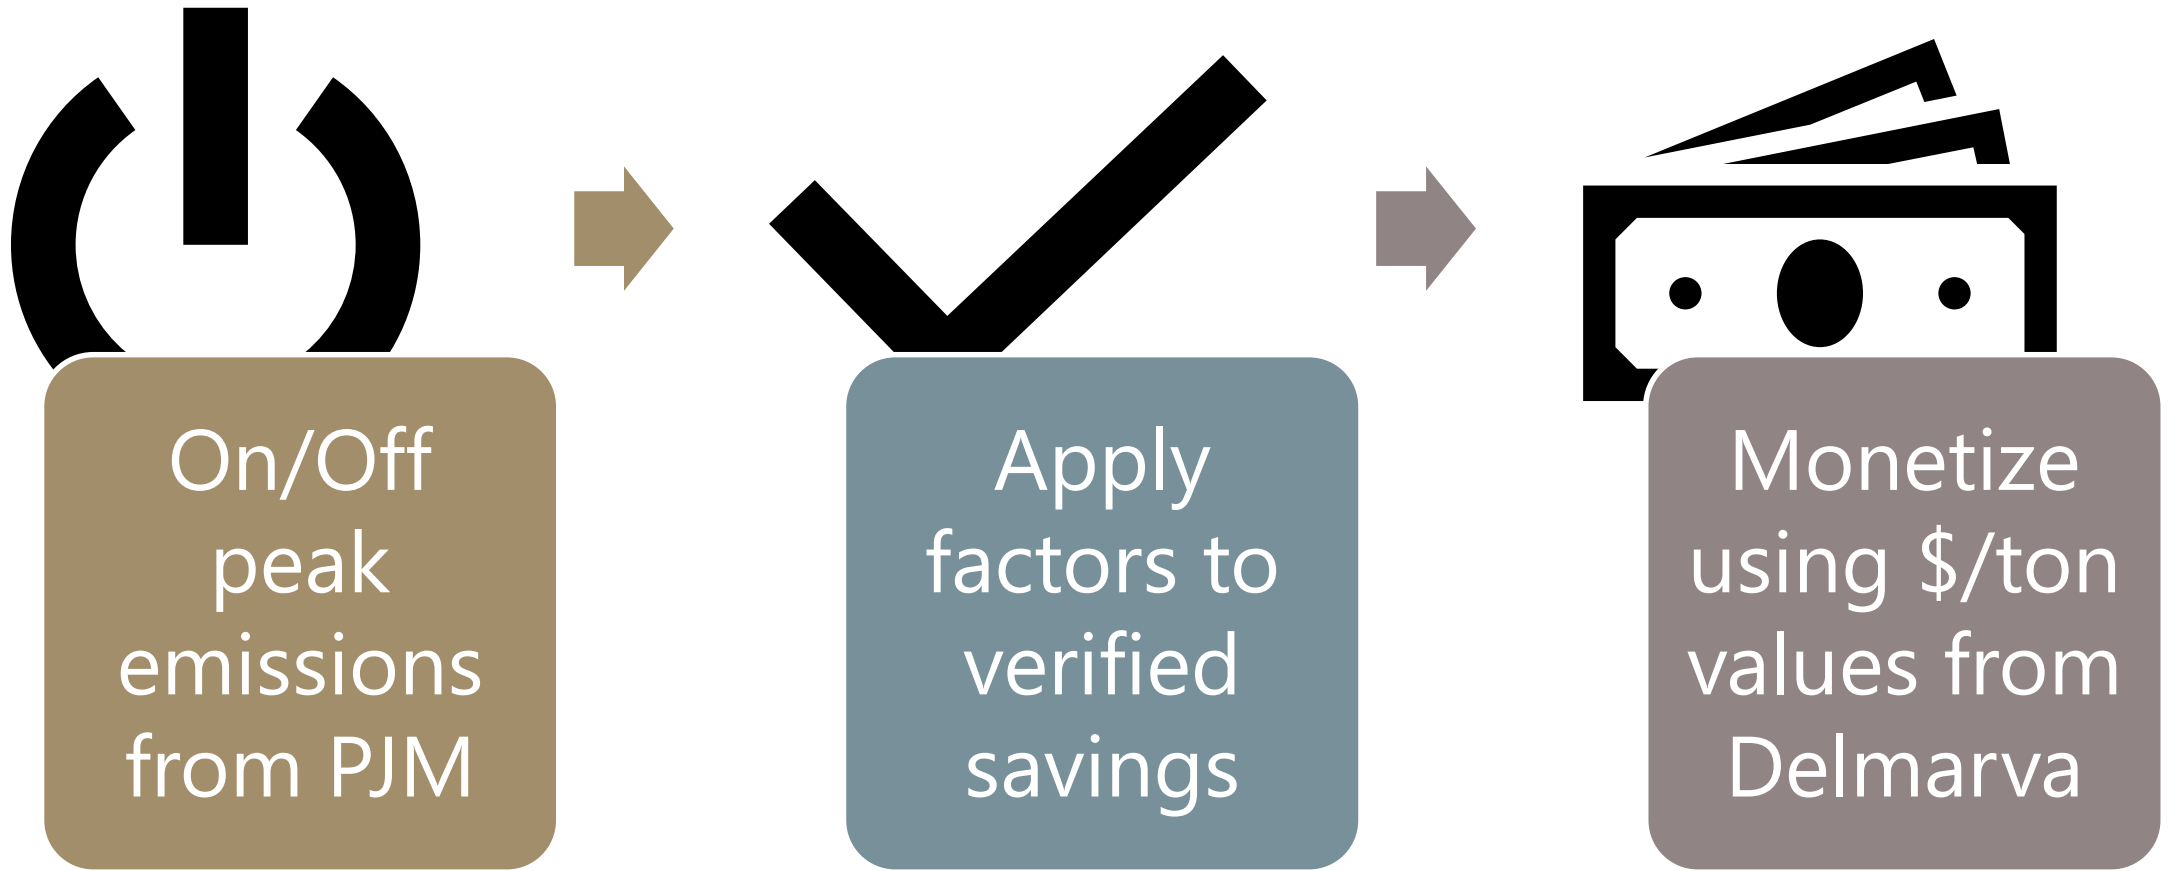 On/Off
peak
emissions
from PJM
Apply
factors to
verified
savings
Monetize
using $/ton
values from
Delmarva